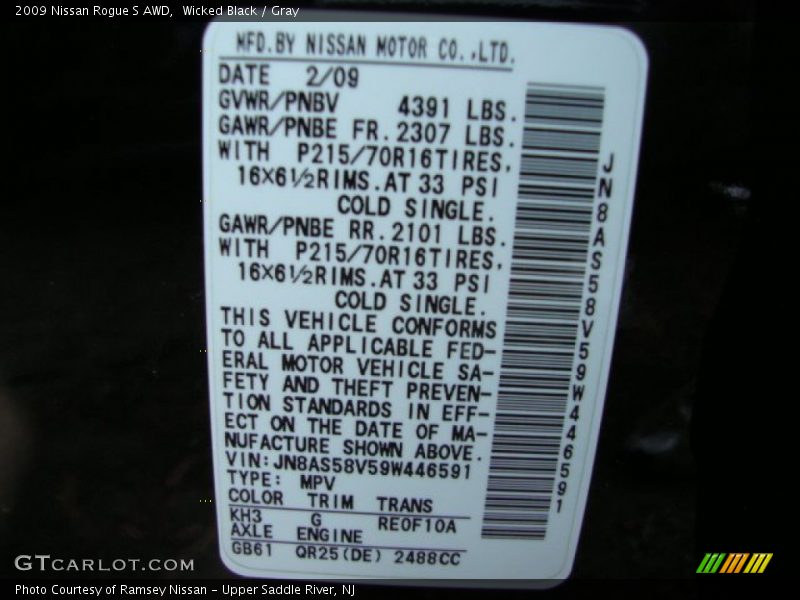 2009 Nissan Rogue S AWD,  Wicked Black / Gray
MFD.BY NISSAN MOTOR CO.,LTD.
DATE 2/09
GVWR/PNBV 4391 LBS.
GAWR/PNBE FR.2307 LBS.
WITH P215/70R16TIRES,
16X6½RIMS.AT 33 PSI
COLD SINGLE.
GAWR/PNBE RR.2101 LBS.
WITH P215/70R16TIRES,
16X6½RIMS.AT 33 PSI
COLD SINGLE.
THIS VEHICLE CONFORMS
TO ALL APPLICABLE FED-
ERAL MOTOR VEHICLE SA-
FETY AND THEFT PREVEN-
TION STANDARDS IN EFF-
ECT ON THE DATE OF MA-
NUFACTURE SHOWN ABOVE.
VIN:JN8AS58V59W446591
TYPE: MPV
COLOR TRIM TRANS
KH3 G RE0F10A
AXLE ENGINE
GB61 QR25(DE) 2488CC
JN8AS58V59W446591
GTCARLOT.COM
Photo Courtesy of Ramsey Nissan - Upper Saddle River, NJ